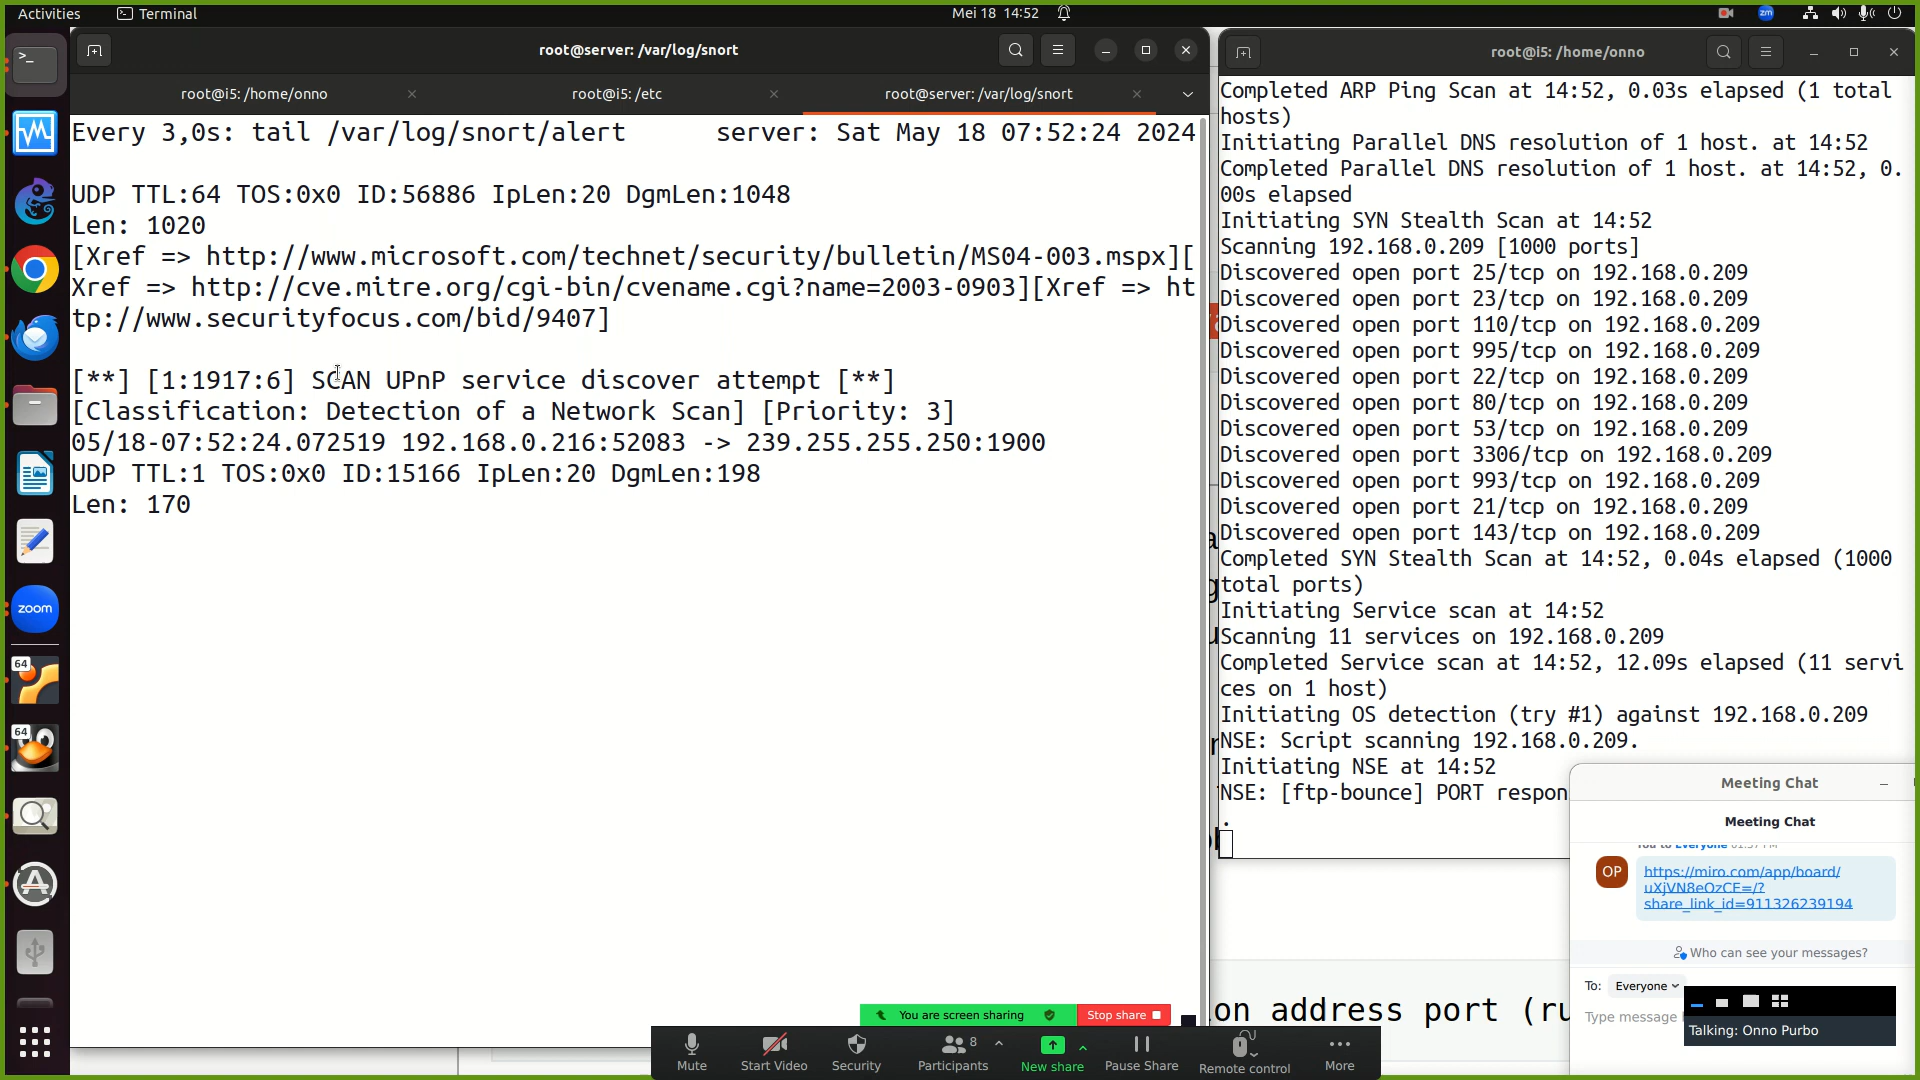 Activities
Terminal
Mei 18 14:52
zm
root@server: /var/log/snort
root@i5: /home/onno
root@i5: /etc
root@server: /var/log/snort
Every 3,0s: tail /var/log/snort/alert server: Sat May 18 07:52:24 2024
UDP TTL:64 TOS:0x0 ID:56886 IpLen:20 DgmLen:1048
Len: 1020
[Xref => http://www.microsoft.com/technet/security/bulletin/MS04-003.mspx][
Xref => http://cve.mitre.org/cgi-bin/cvename.cgi?name=2003-0903][Xref => ht
tp://www.securityfocus.com/bid/9407]
[**] [1:1917:6] SCAN UPnP service discover attempt [**]
[Classification: Detection of a Network Scan] [Priority: 3]
05/18-07:52:24.072519 192.168.0.216:52083 -> 239.255.255.250:1900
UDP TTL:1 TOS:0x0 ID:15166 IpLen:20 DgmLen:198
Len: 170
root@i5: /home/onno
Completed ARP Ping Scan at 14:52, 0.03s elapsed (1 total
hosts)
Initiating Parallel DNS resolution of 1 host. at 14:52
Completed Parallel DNS resolution of 1 host. at 14:52, 0.
00s elapsed
Initiating SYN Stealth Scan at 14:52
Scanning 192.168.0.209 [1000 ports]
Discovered open port 25/tcp on 192.168.0.209
Discovered open port 23/tcp on 192.168.0.209
Discovered open port 110/tcp on 192.168.0.209
Discovered open port 995/tcp on 192.168.0.209
Discovered open port 22/tcp on 192.168.0.209
Discovered open port 80/tcp on 192.168.0.209
Discovered open port 53/tcp on 192.168.0.209
Discovered open port 3306/tcp on 192.168.0.209
Discovered open port 993/tcp on 192.168.0.209
Discovered open port 21/tcp on 192.168.0.209
Discovered open port 143/tcp on 192.168.0.209
Completed SYN Stealth Scan at 14:52, 0.04s elapsed (1000
total ports)
Initiating Service scan at 14:52
Scanning 11 services on 192.168.0.209
Completed Service scan at 14:52, 12.09s elapsed (11 servi
ces on 1 host)
Initiating OS detection (try #1) against 192.168.0.209
NSE: Script scanning 192.168.0.209.
Initiating NSE at 14:52
NSE: [ftp-bounce] PORT respon
.
zoom
64
64
Meeting Chat
Meeting Chat
You to Everyone
OP
https://miro.com/app/board/
uXjVN8eOzCE=/?
share_link_id=911326239194
Who can see your messages?
To: Everyone
Type message
Talking: Onno Purbo
on address port (ru
You are screen sharing
Stop share
Mute
Start Video
Security
Participants
8
New share
Pause Share
Remote control
More